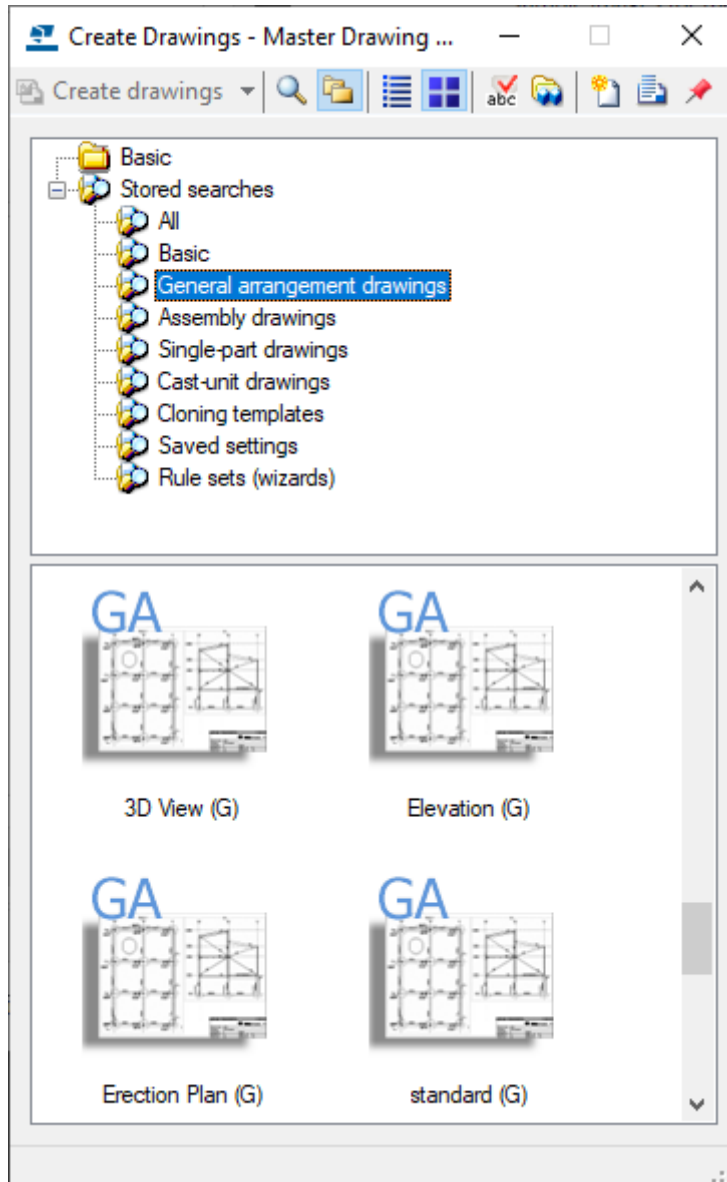 Create Drawings - Master Drawing ...
Create drawings
abc
Basic
Stored searches
All
Basic
General arrangement drawings
Assembly drawings
Single-part drawings
Cast-unit drawings
Cloning templates
Saved settings
Rule sets (wizards)
GA GA
3D View (G) Elevation (G)
GA GA
Erection Plan (G) standard (G)